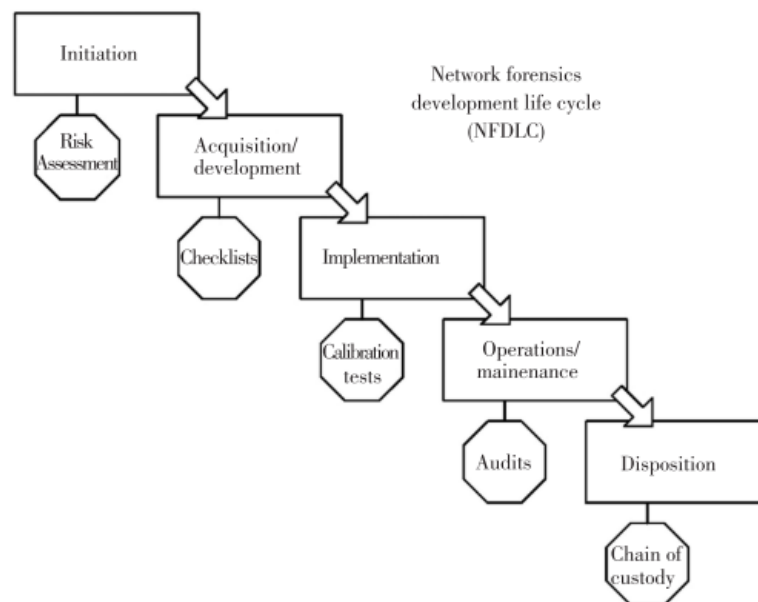 Initiation
Network forensics
development life cycle
(NFDLC)
Risk
Assessment
Acquisition/
development
Checklists
Implementation
Calibration
tests
Operations/
mainenance
Audits
Disposition
Chain of
custody